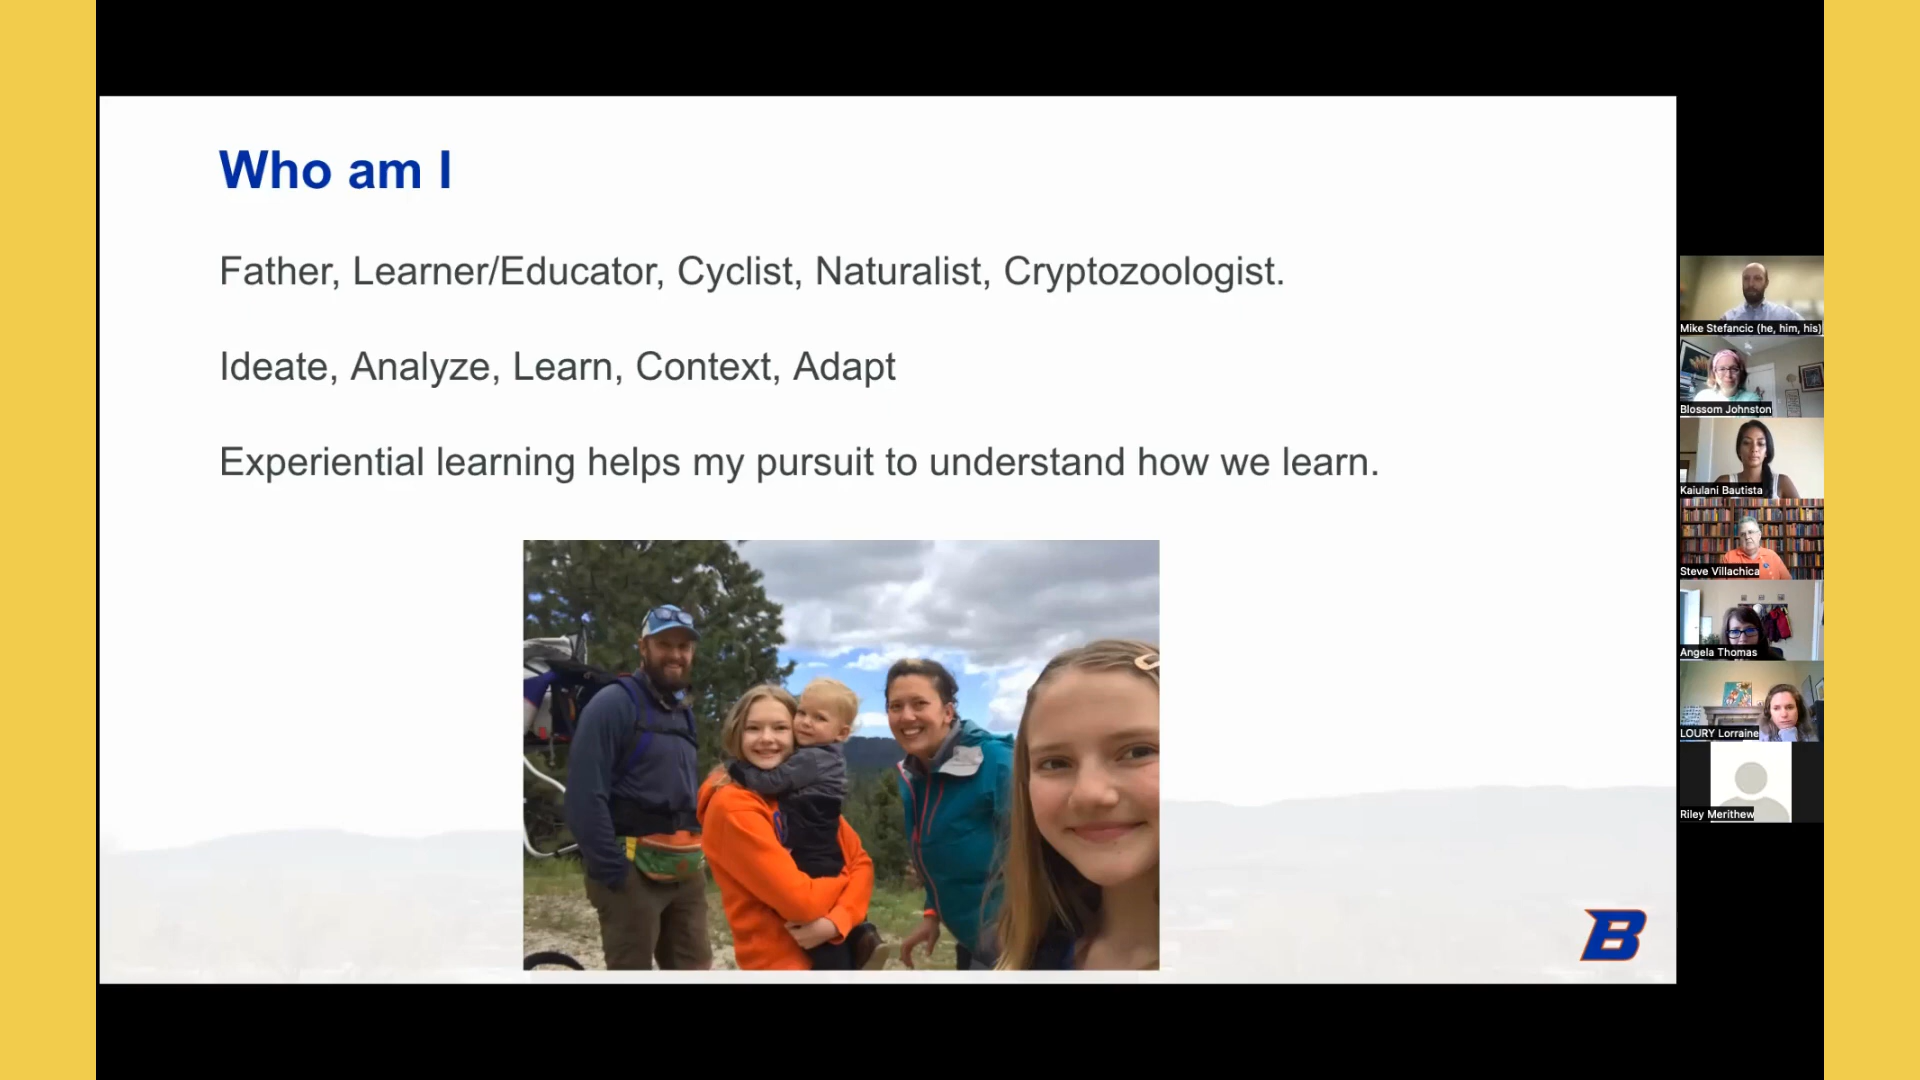 Who am I
Father, Learner/Educator, Cyclist, Naturalist, Cryptozoologist.
Ideate, Analyze, Learn, Context, Adapt
Experiential learning helps my pursuit to understand how we learn.
B
Mike Stefancic (he, him, his)
Blossom Johnston
Kaiulani Bautista
Steve Villachica
Angela Thomas
LOURY Lorraine
Riley Merithew